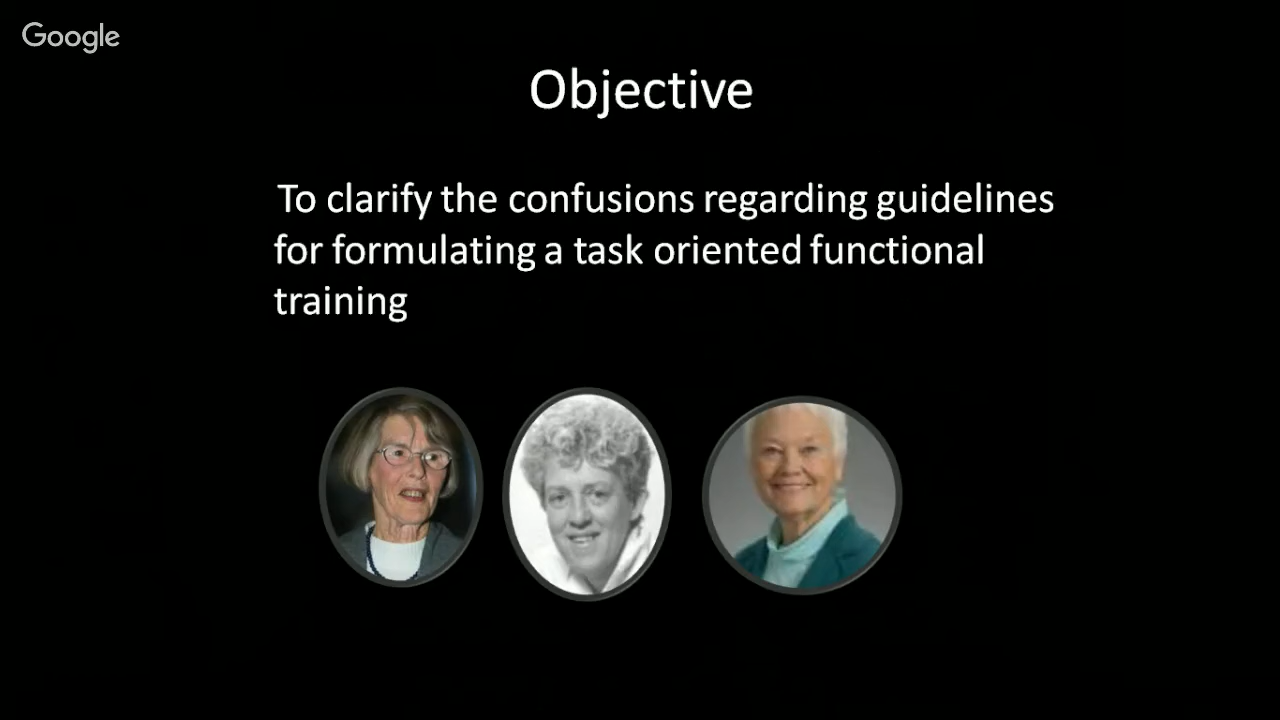 Google
Objective
To clarify the confusions regarding guidelines
for formulating a task oriented functional
training